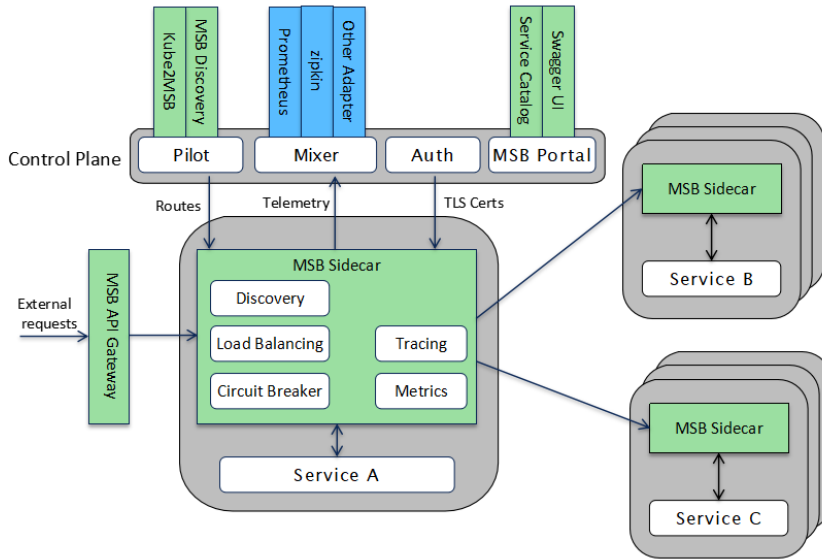 Kube2MSB
MSB Discovery
Prometheus
zipkin
Other Adapter
Service Catalog
Swagger UI
Control Plane
Pilot
Mixer
Auth
MSB Portal
Routes
Telemetry
TLS Certs
MSB Sidecar
Discovery
Load Balancing
Circuit Breaker
Tracing
Metrics
Service A
External
requests
MSB API Gateway
MSB Sidecar
Service B
MSB Sidecar
Service C